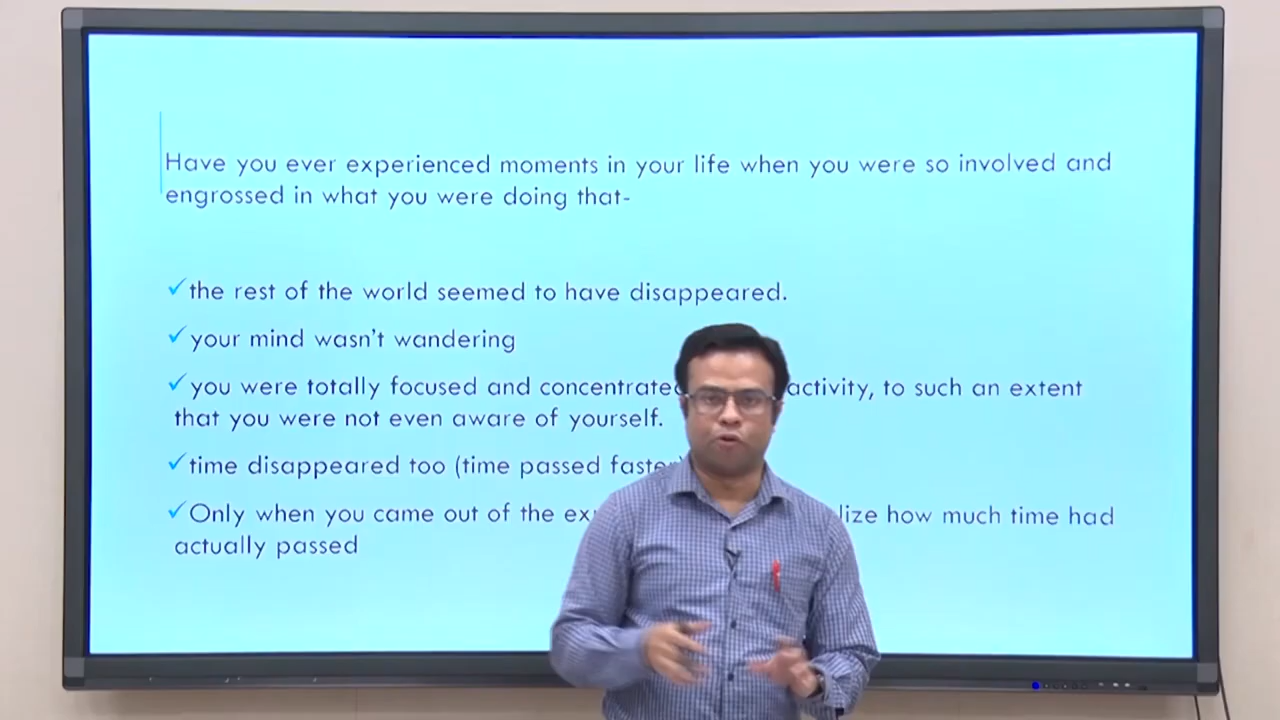 Have you ever experienced moments in your life when you were so involved and
engrossed in what you were doing that-
✓the rest of the world seemed to have disappeared.
✓your mind wasn't wandering
✓you were totally focused and concentrated activity, to such an extent
that you were not even aware of yourself.
✓time disappeared too (time passed faster)
✓Only when you came out of the how much time had
actually passed